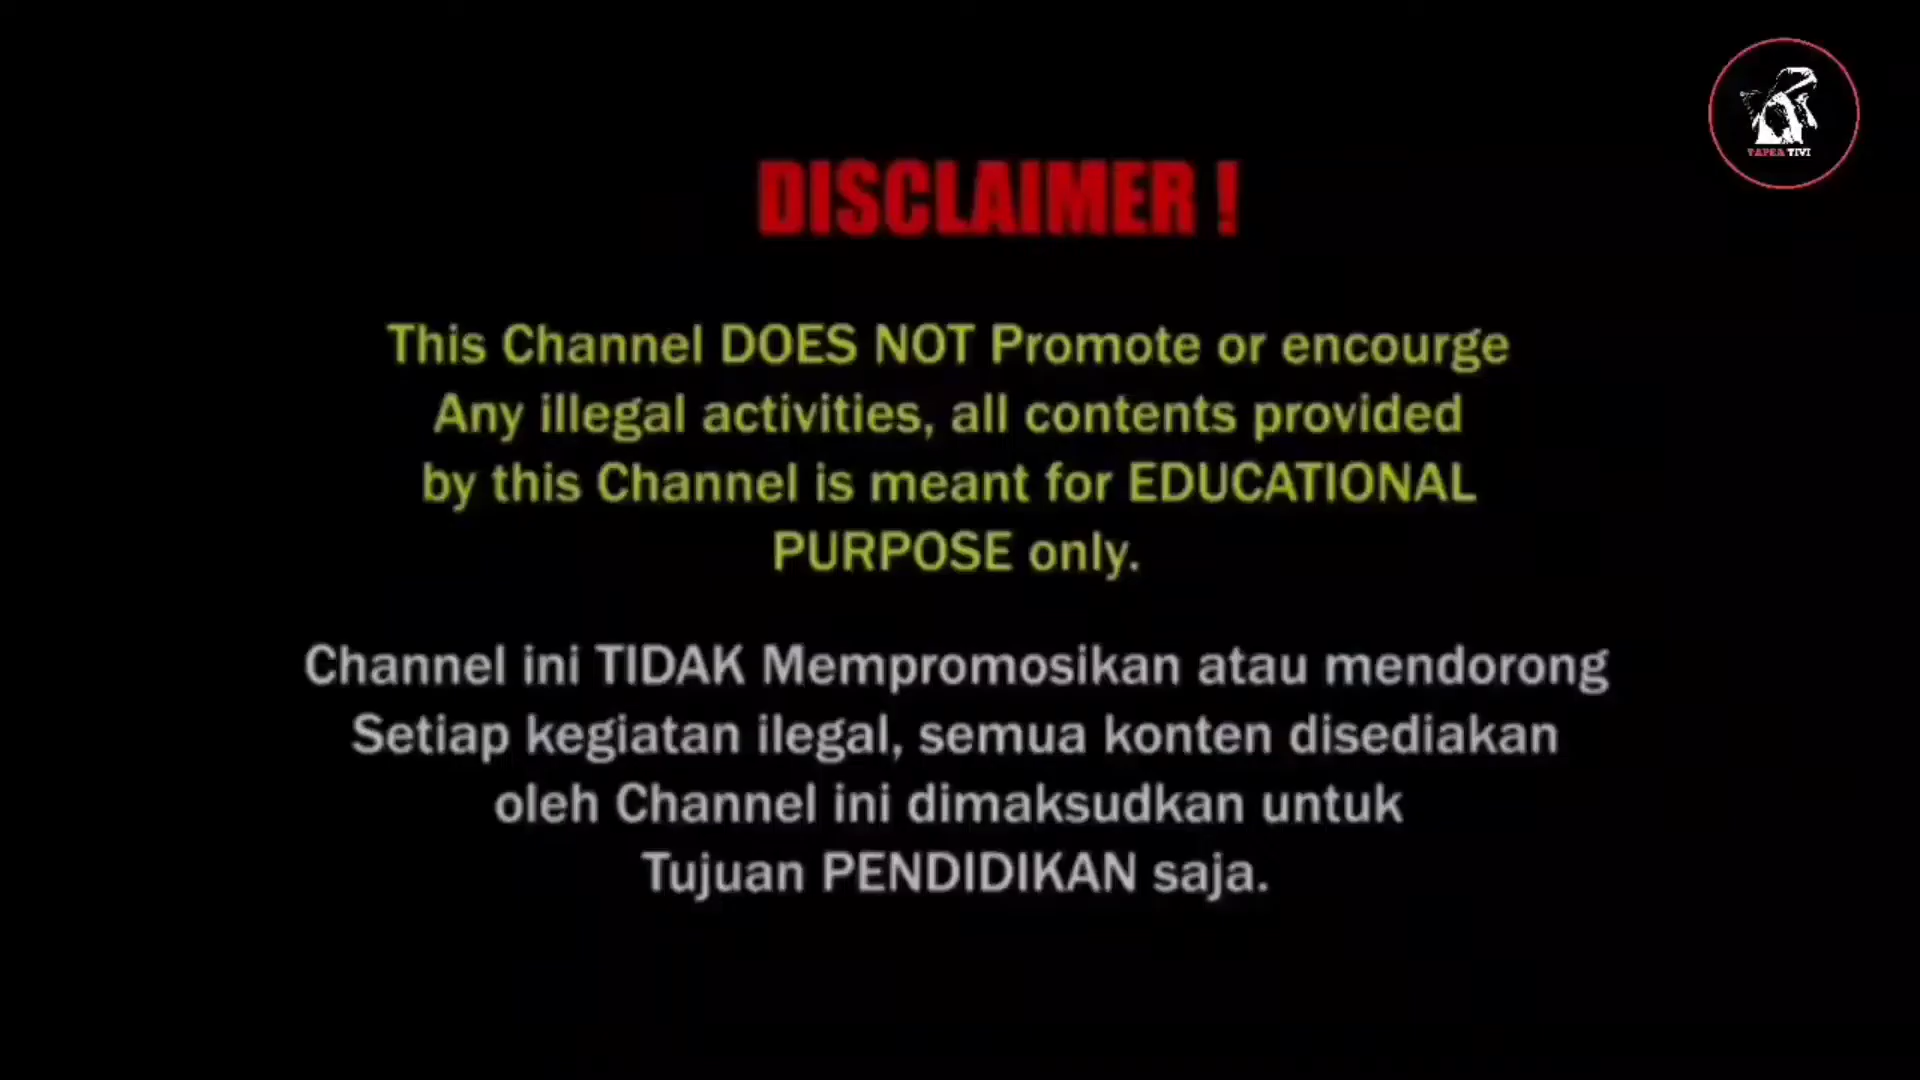 DISCLAIMER !
This Channel DOES NOT Promote or encourge
Any illegal activities, all contents provided
by this Channel is meant for EDUCATIONAL
PURPOSE only.
Channel ini TIDAK Mempromosikan atau mendorong
Setiap kegiatan ilegal, semua konten disediakan
oleh Channel ini dimaksudkan untuk
Tujuan PENDIDIKAN saja.
TIVI